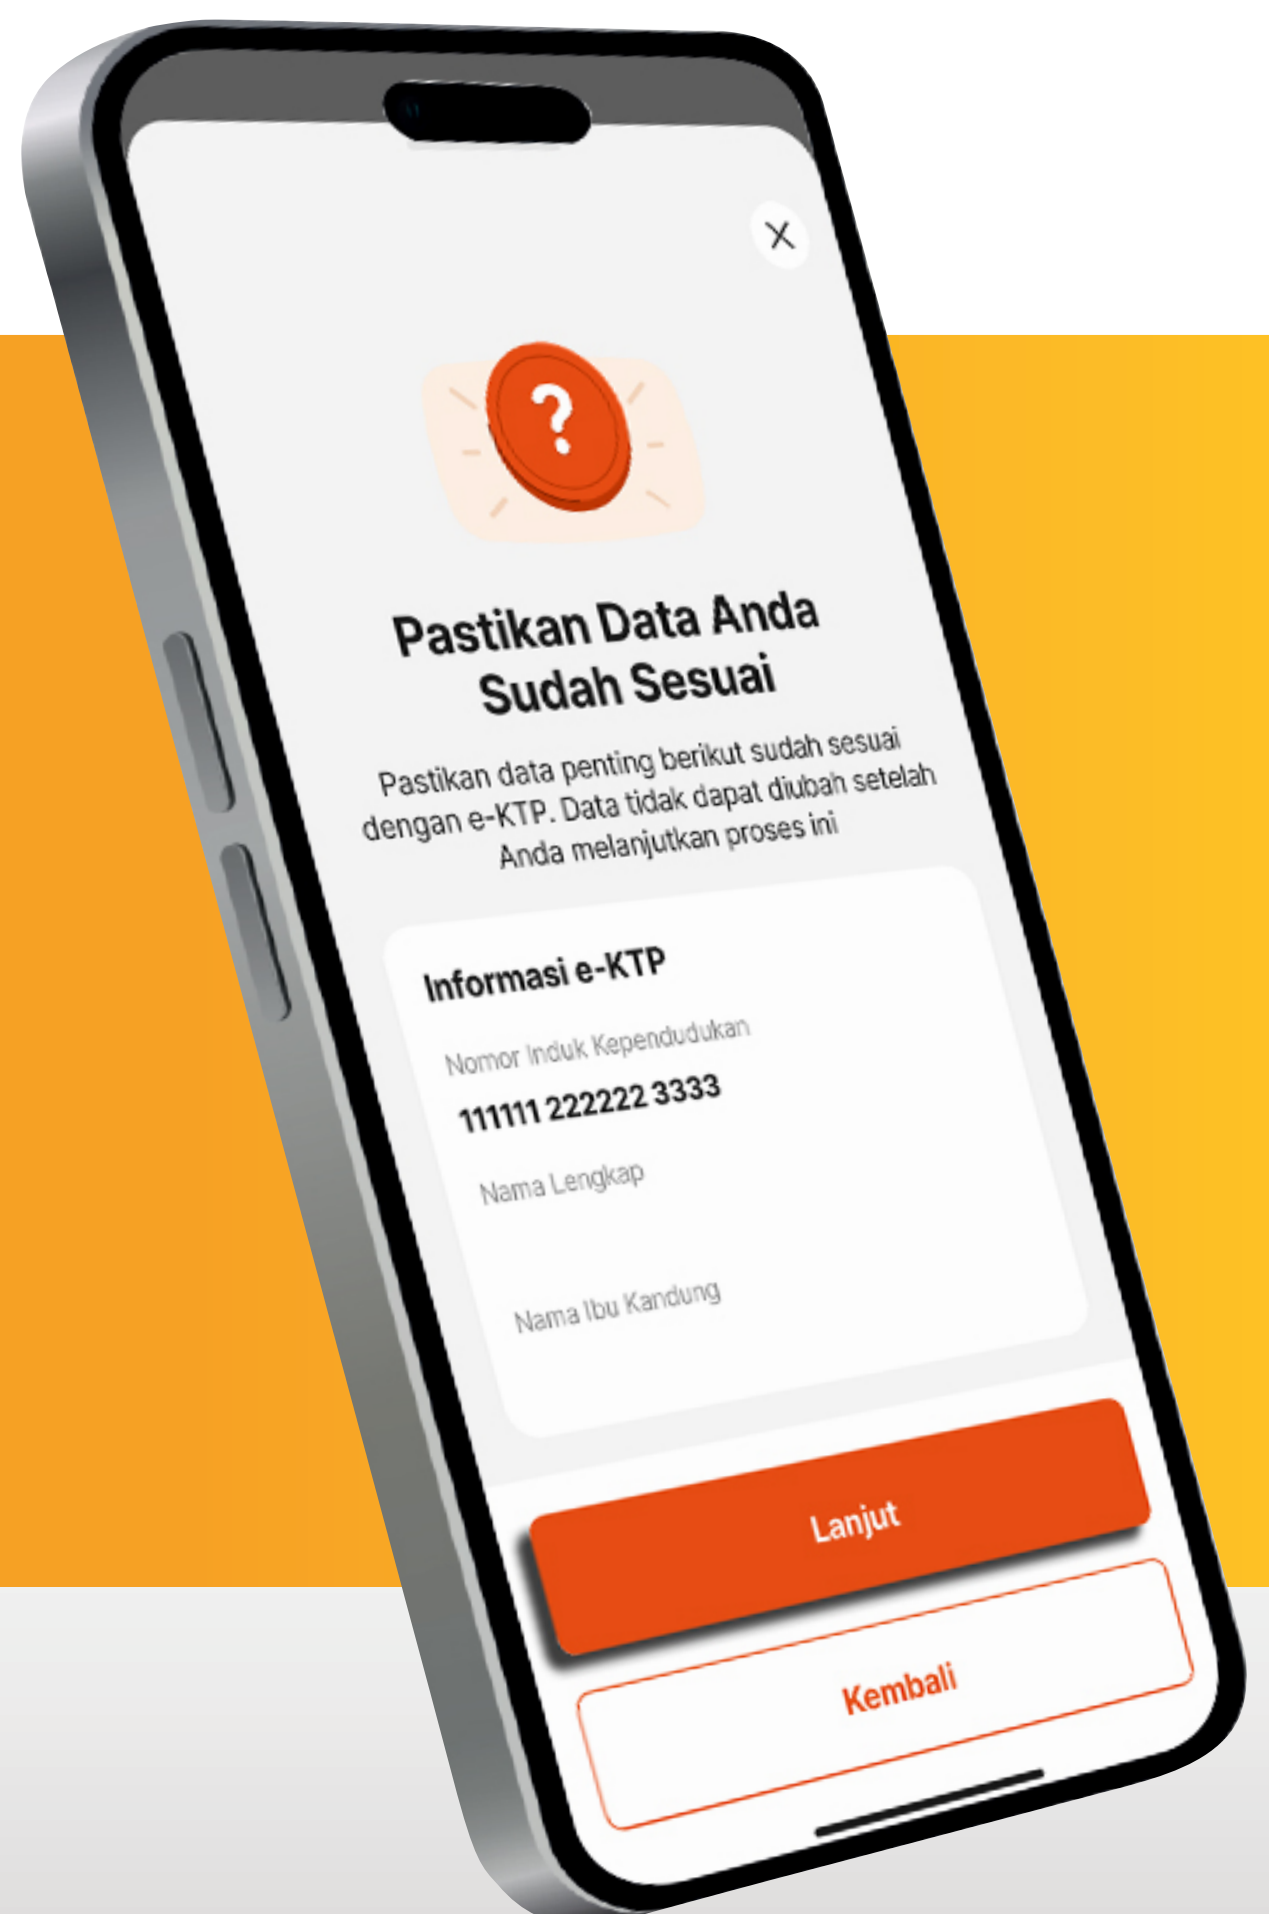 ?
Pastikan Data Anda
Sudah Sesuai
Pastikan data penting berikut sudah sesuai
dengan e-KTP. Data tidak dapat diubah setelah
Anda melanjutkan proses ini
Informasi e-KTP
Nomor Induk Kependudukan
111111 222222 3333
Nama Lengkap
Nama Ibu Kandung
Lanjut
Kembali